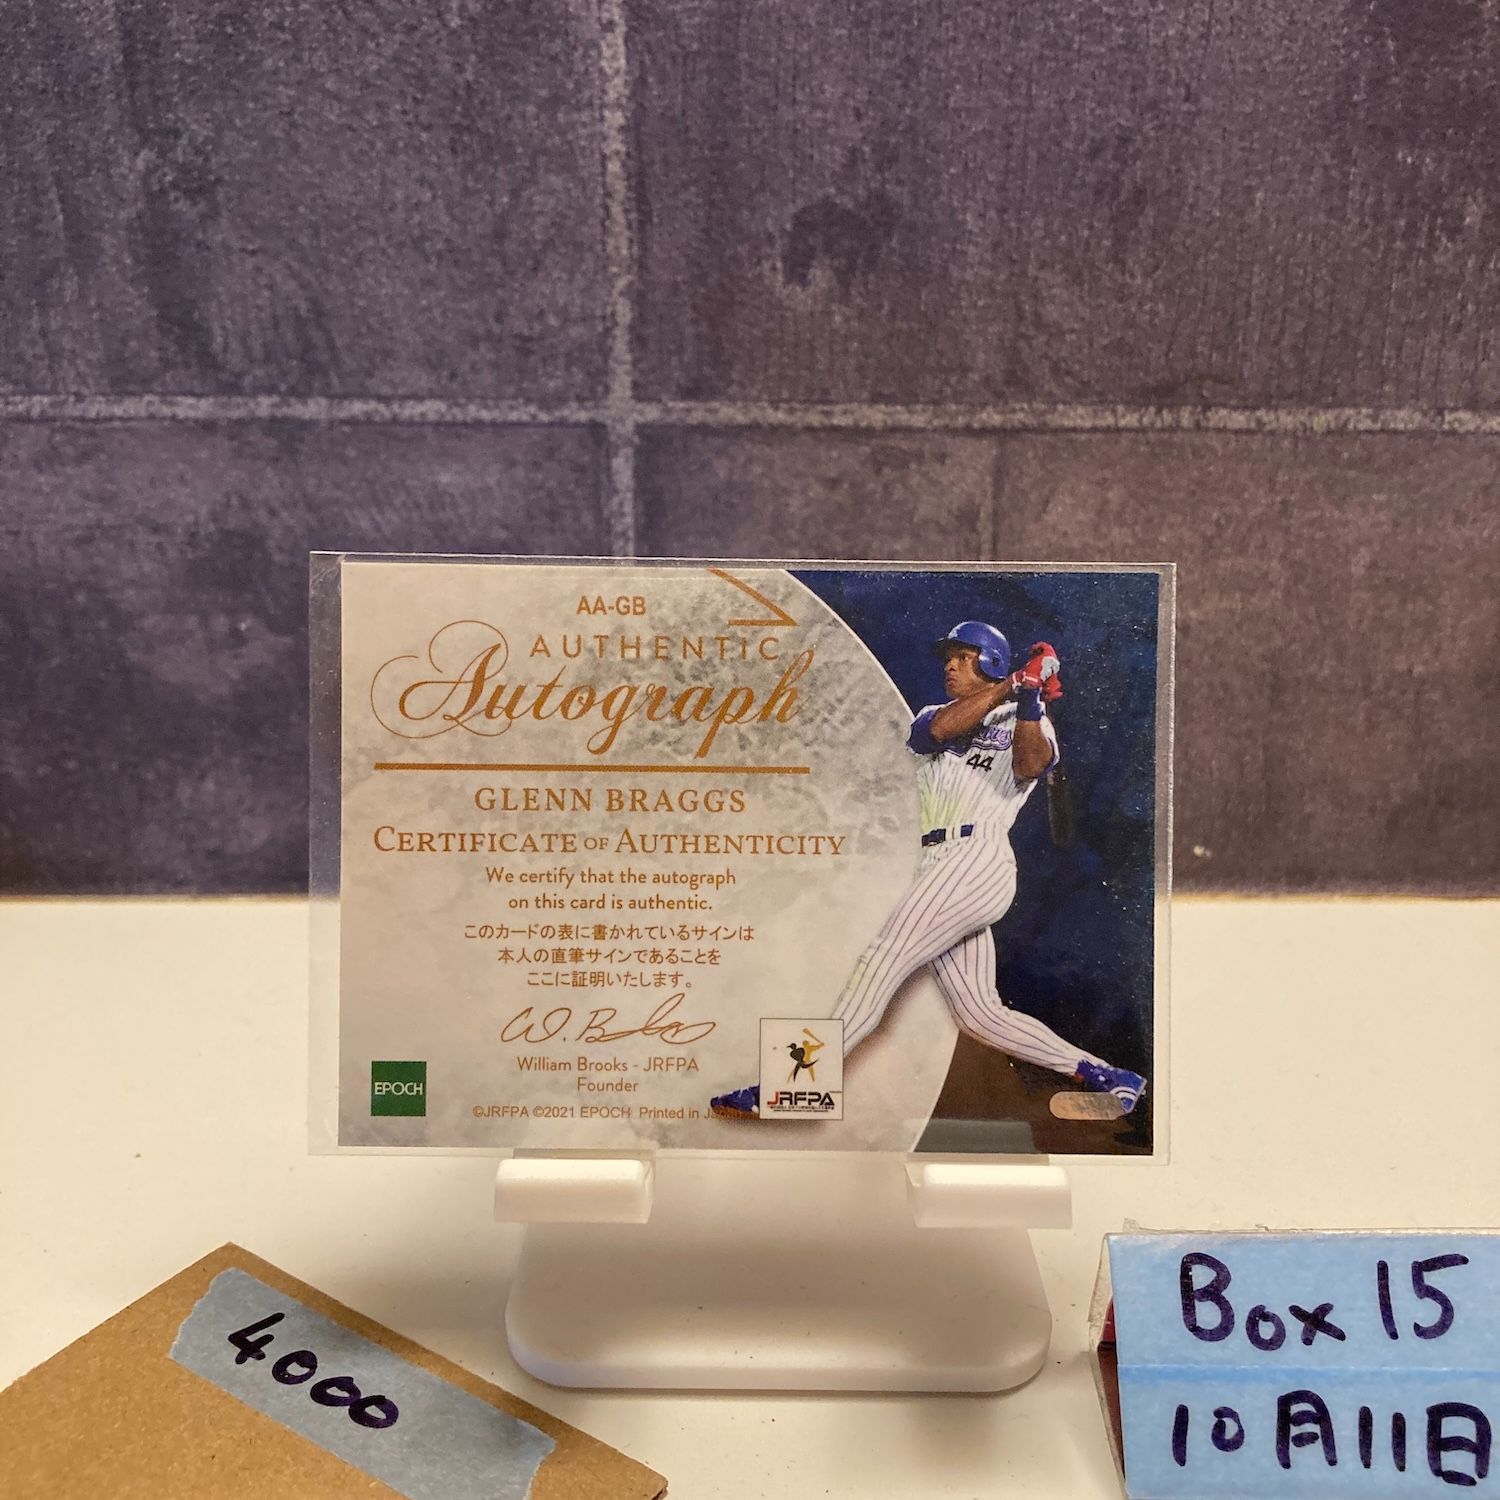 AA-GB
AUTHENTIC
Autograph
GLENN BRAGGS
CERTIFICATE OF AUTHENTICITY
We certify that the autograph
on this card is authentic.
このカードの表に書かれているサインは
本人の直筆サインであることを
ここに証明いたします。
William Brooks - JRFPA
Founder
©JRFPA ©2021 EPOCH Printed in Japan
EPOCH
JRFPA
44
4000
Box 15
10月11日